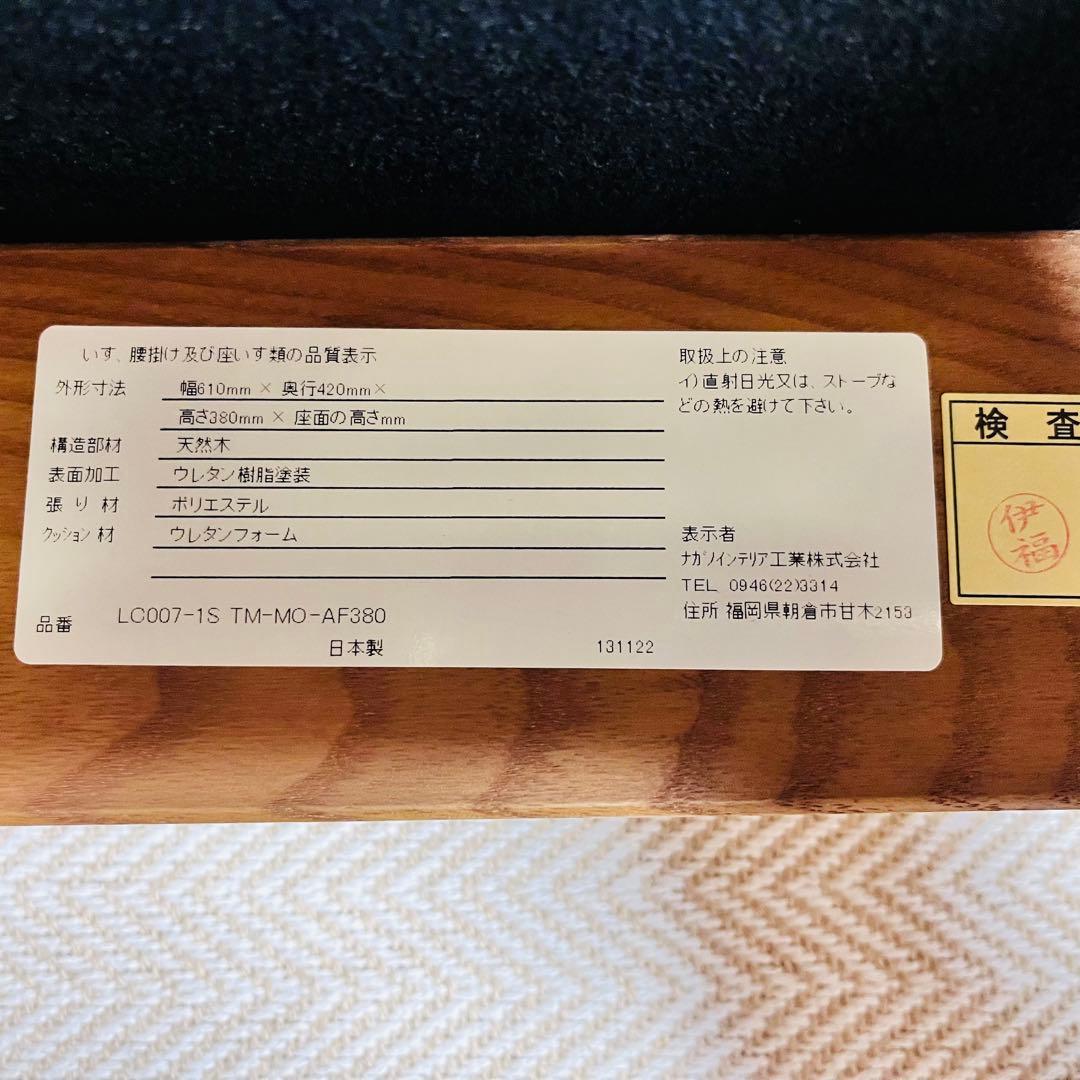 いす、腰掛け及び座いす類の品質表示
外形寸法 幅610mm × 奥行420mm×
高さ380mm × 座面の高さmm
構造部材 天然木
表面加工 ウレタン樹脂塗装
張り材 ポリエステル
クッション材 ウレタンフォーム
品番 LC007-1S TM-MO-AF380
日本製 131122
取扱上の注意
イ)直射日光又は、ストーブな
どの熱を避けて下さい。
表示者
ナガノインテリア工業株式会社
TEL 0946(22)3314
住所 福岡県朝倉市甘木2153
検査
伊福